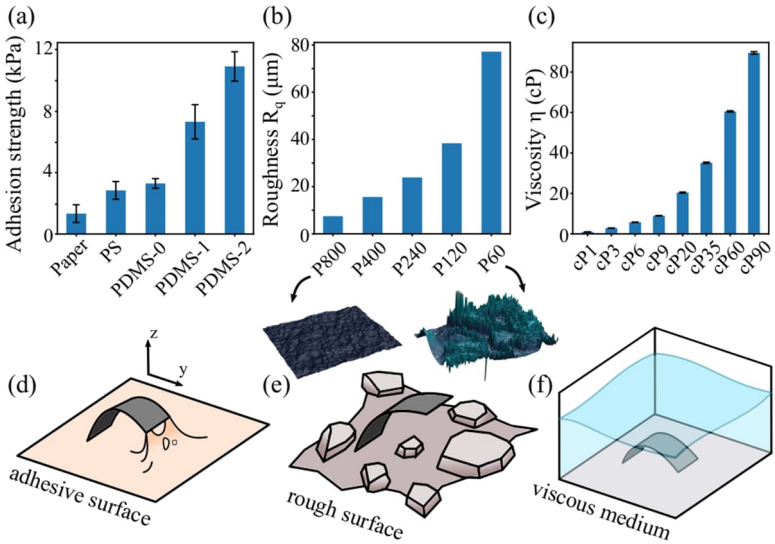 (a)
Adhesion strength (kPa)
12
8
4
0
Paper
PS
PDMS-0
PDMS-1
PDMS-2
(b)
Roughness Rq (μm)
80
60
40
20
0
P800
P400
P240
P120
P60
(c)
Viscosity η (cP)
80
60
40
20
0
cP1
cP3
cP6
cP9
cP20
cP35
cP60
cP90
(d)
z
y
adhesive surface
(e)
rough surface
(f)
viscous medium